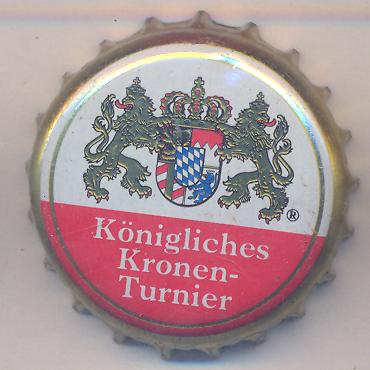 ®
Königliches
Kronen-
Turnier